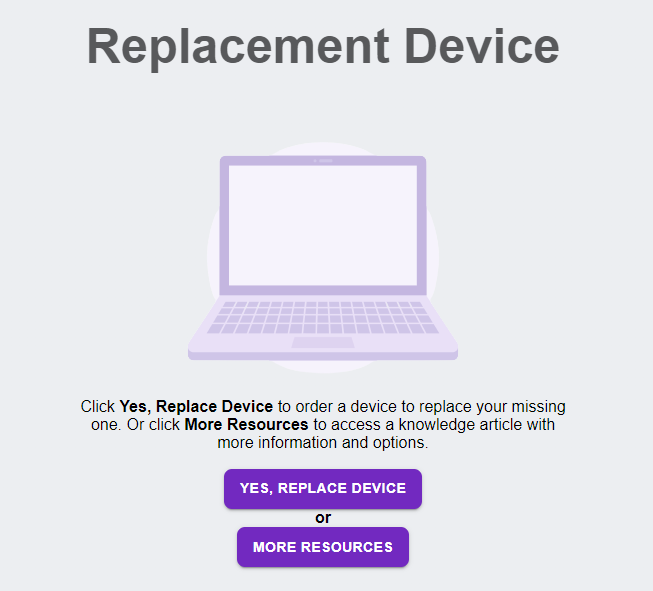 Replacement Device
Click Yes, Replace Device to order a device to replace your missing
one. Or click More Resources to access a knowledge article with
more information and options.
YES, REPLACE DEVICE
or
MORE RESOURCES